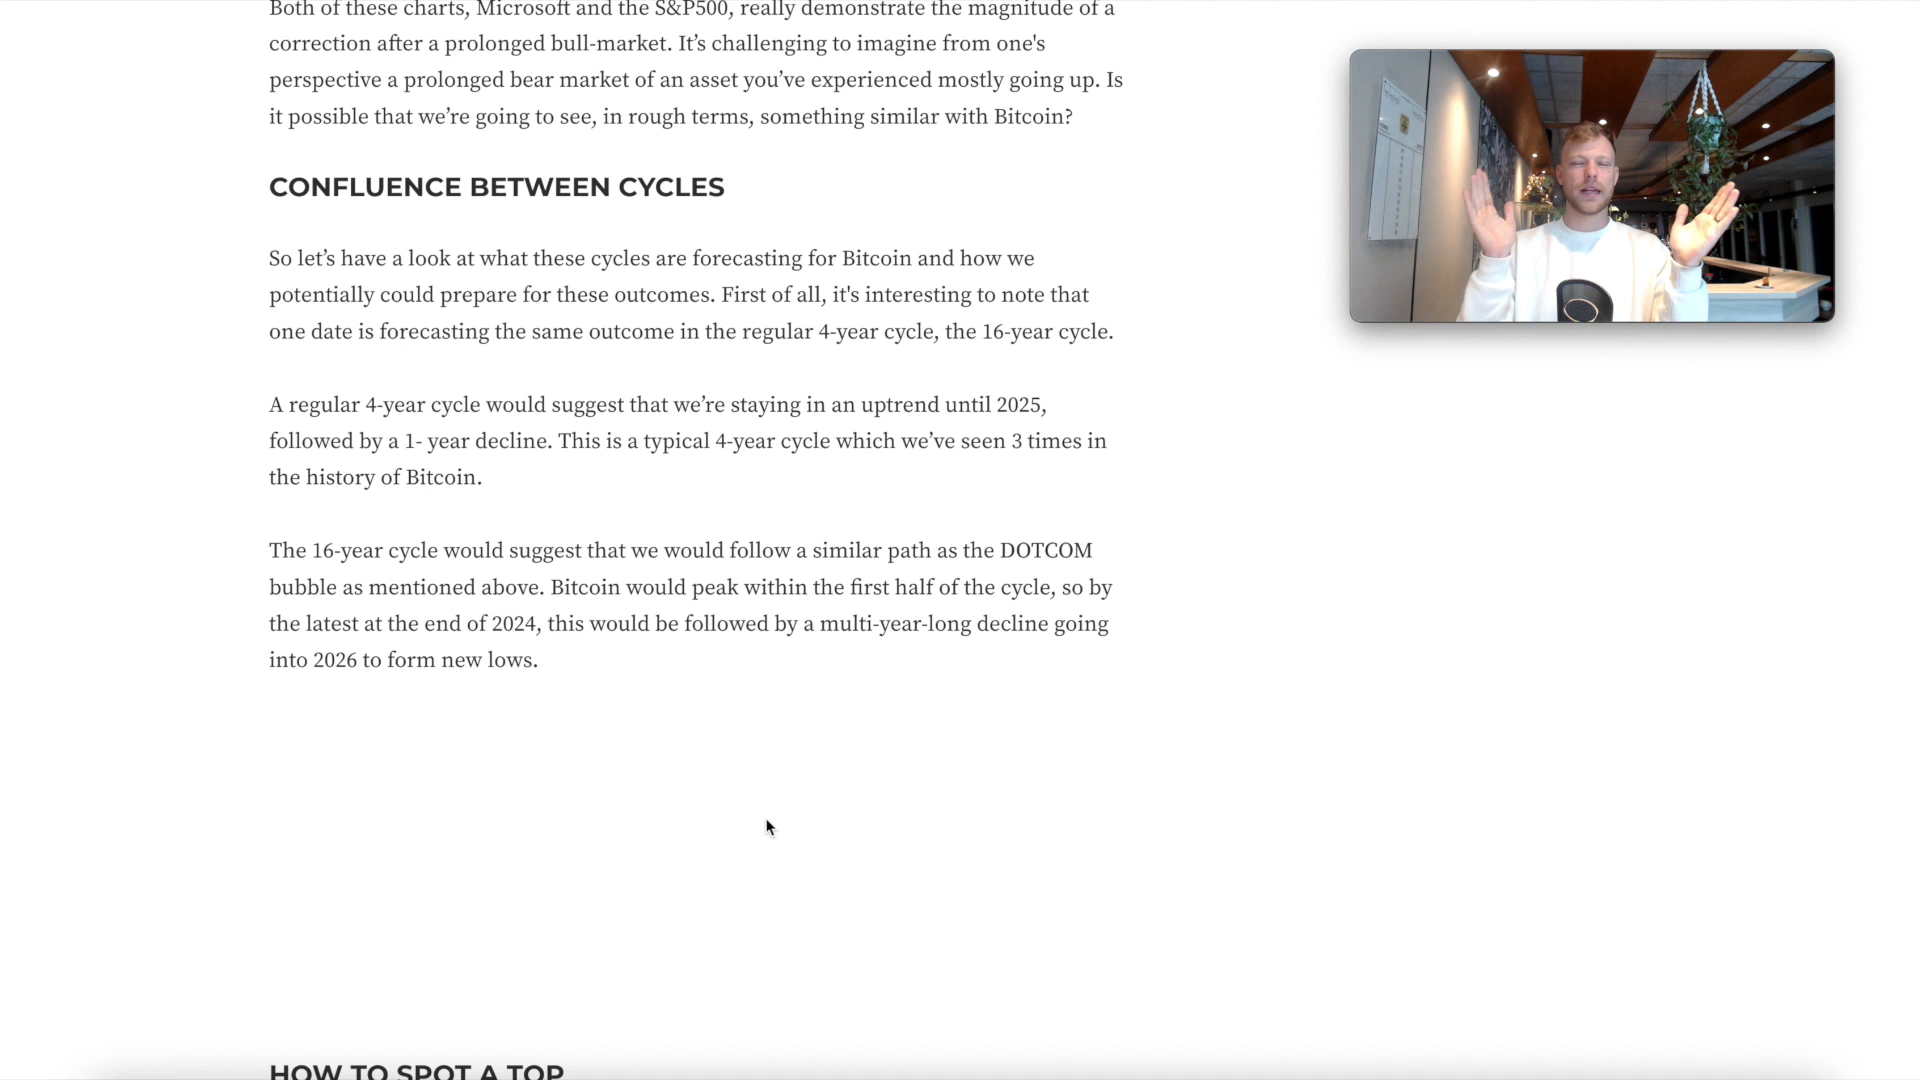 Both of these charts, Microsoft and the S&P500, really demonstrate the magnitude of a
correction after a prolonged bull-market. It’s challenging to imagine from one's
perspective a prolonged bear market of an asset you’ve experienced mostly going up. Is
it possible that we’re going to see, in rough terms, something similar with Bitcoin?
CONFLUENCE BETWEEN CYCLES
So let’s have a look at what these cycles are forecasting for Bitcoin and how we
potentially could prepare for these outcomes. First of all, it's interesting to note that
one date is forecasting the same outcome in the regular 4-year cycle, the 16-year cycle.
A regular 4-year cycle would suggest that we’re staying in an uptrend until 2025,
followed by a 1- year decline. This is a typical 4-year cycle which we’ve seen 3 times in
the history of Bitcoin.
The 16-year cycle would suggest that we would follow a similar path as the DOTCOM
bubble as mentioned above. Bitcoin would peak within the first half of the cycle, so by
the latest at the end of 2024, this would be followed by a multi-year-long decline going
into 2026 to form new lows.
HOW TO SPOT A TOP